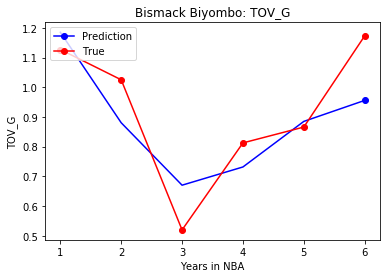 Bismack Biyombo: TOV_G
Prediction
True
1.2
1.1
1.0
0.9
0.8
0.7
0.6
0.5
TOV_G
1 2 3 4 5 6
Years in NBA